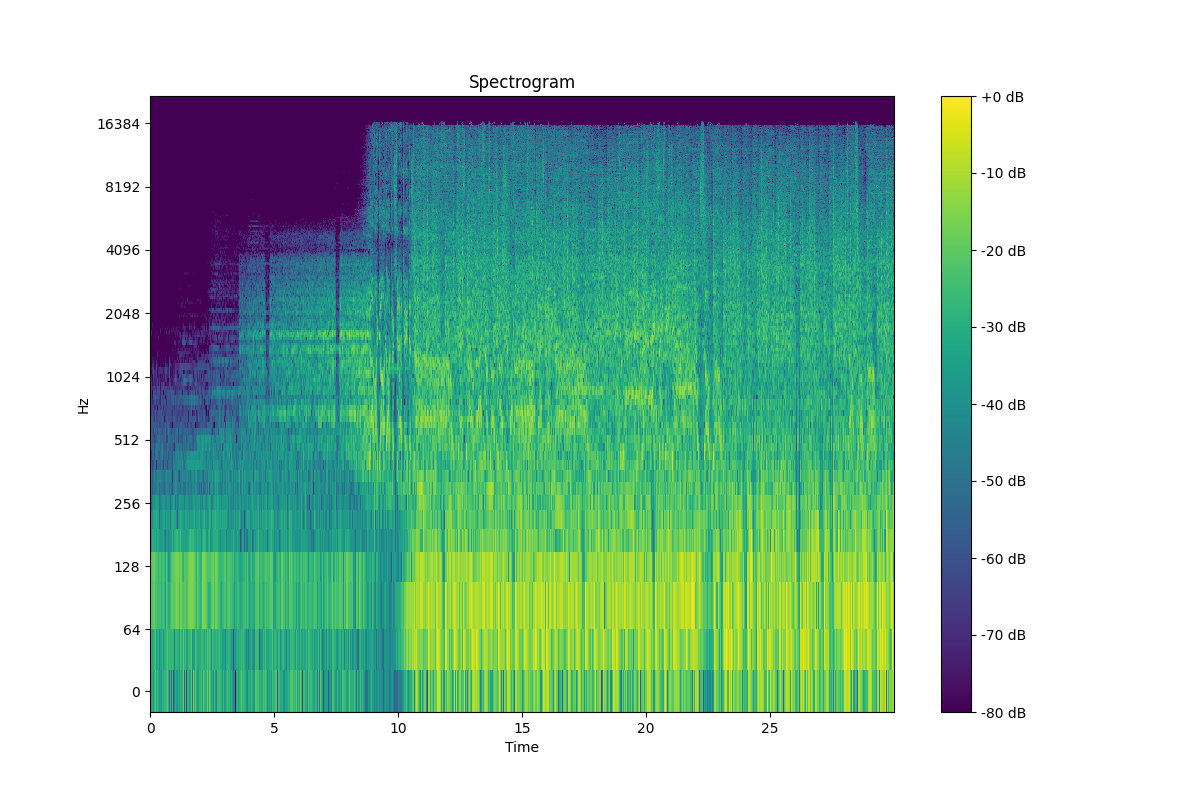 Spectrogram
16384
8192
4096
2048
1024
512
256
128
64
0
Hz
0 5 10 15 20 25
Time
+0 dB
-10 dB
-20 dB
-30 dB
-40 dB
-50 dB
-60 dB
-70 dB
-80 dB